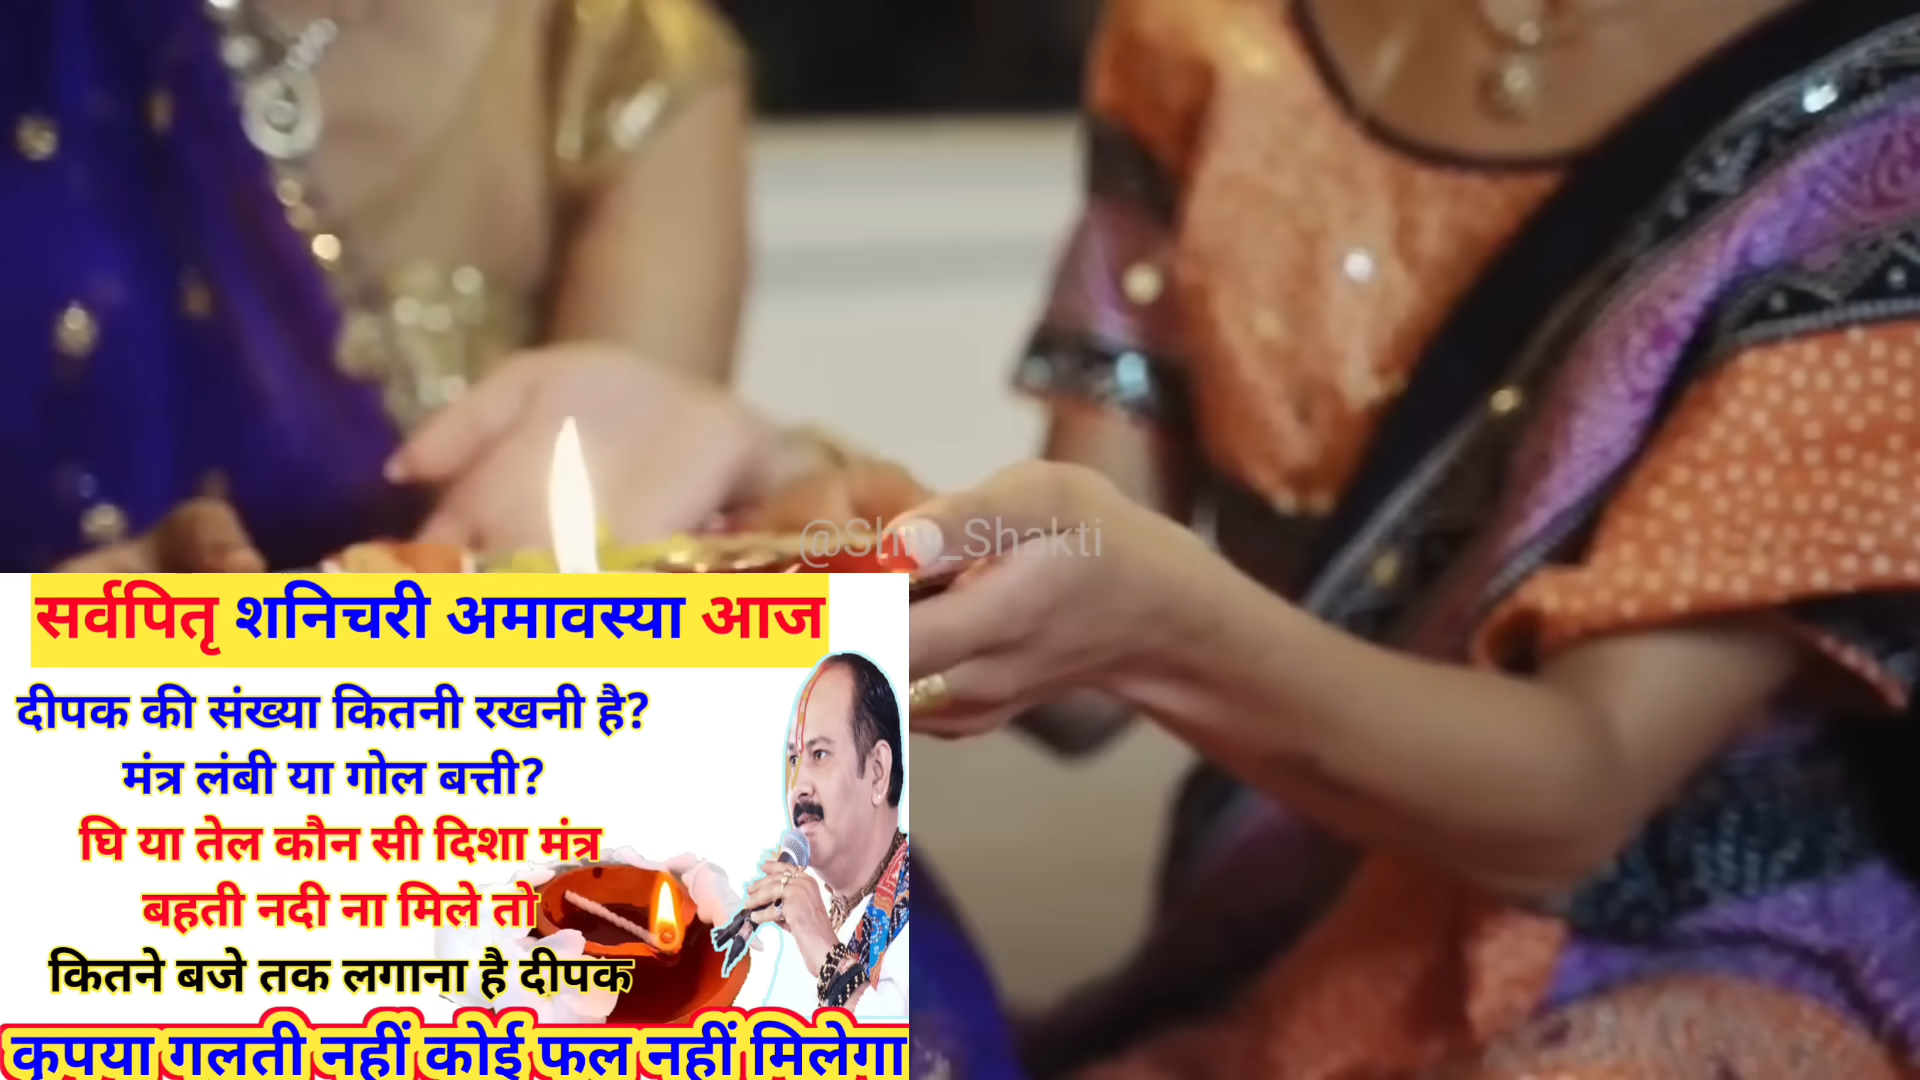 @Shiv_Shakti
सर्वपितृ शनिचरी अमावस्या आज
दीपक की संख्या कितनी रखनी है?
मंत्र लंबी या गोल बत्ती?
घि या तेल कौन सी दिशा मंत्र
बहती नदी ना मिले तो
कितने बजे तक लगाना है दीपक
कृपया गलती नहीं कोई फल नहीं मिलेगा